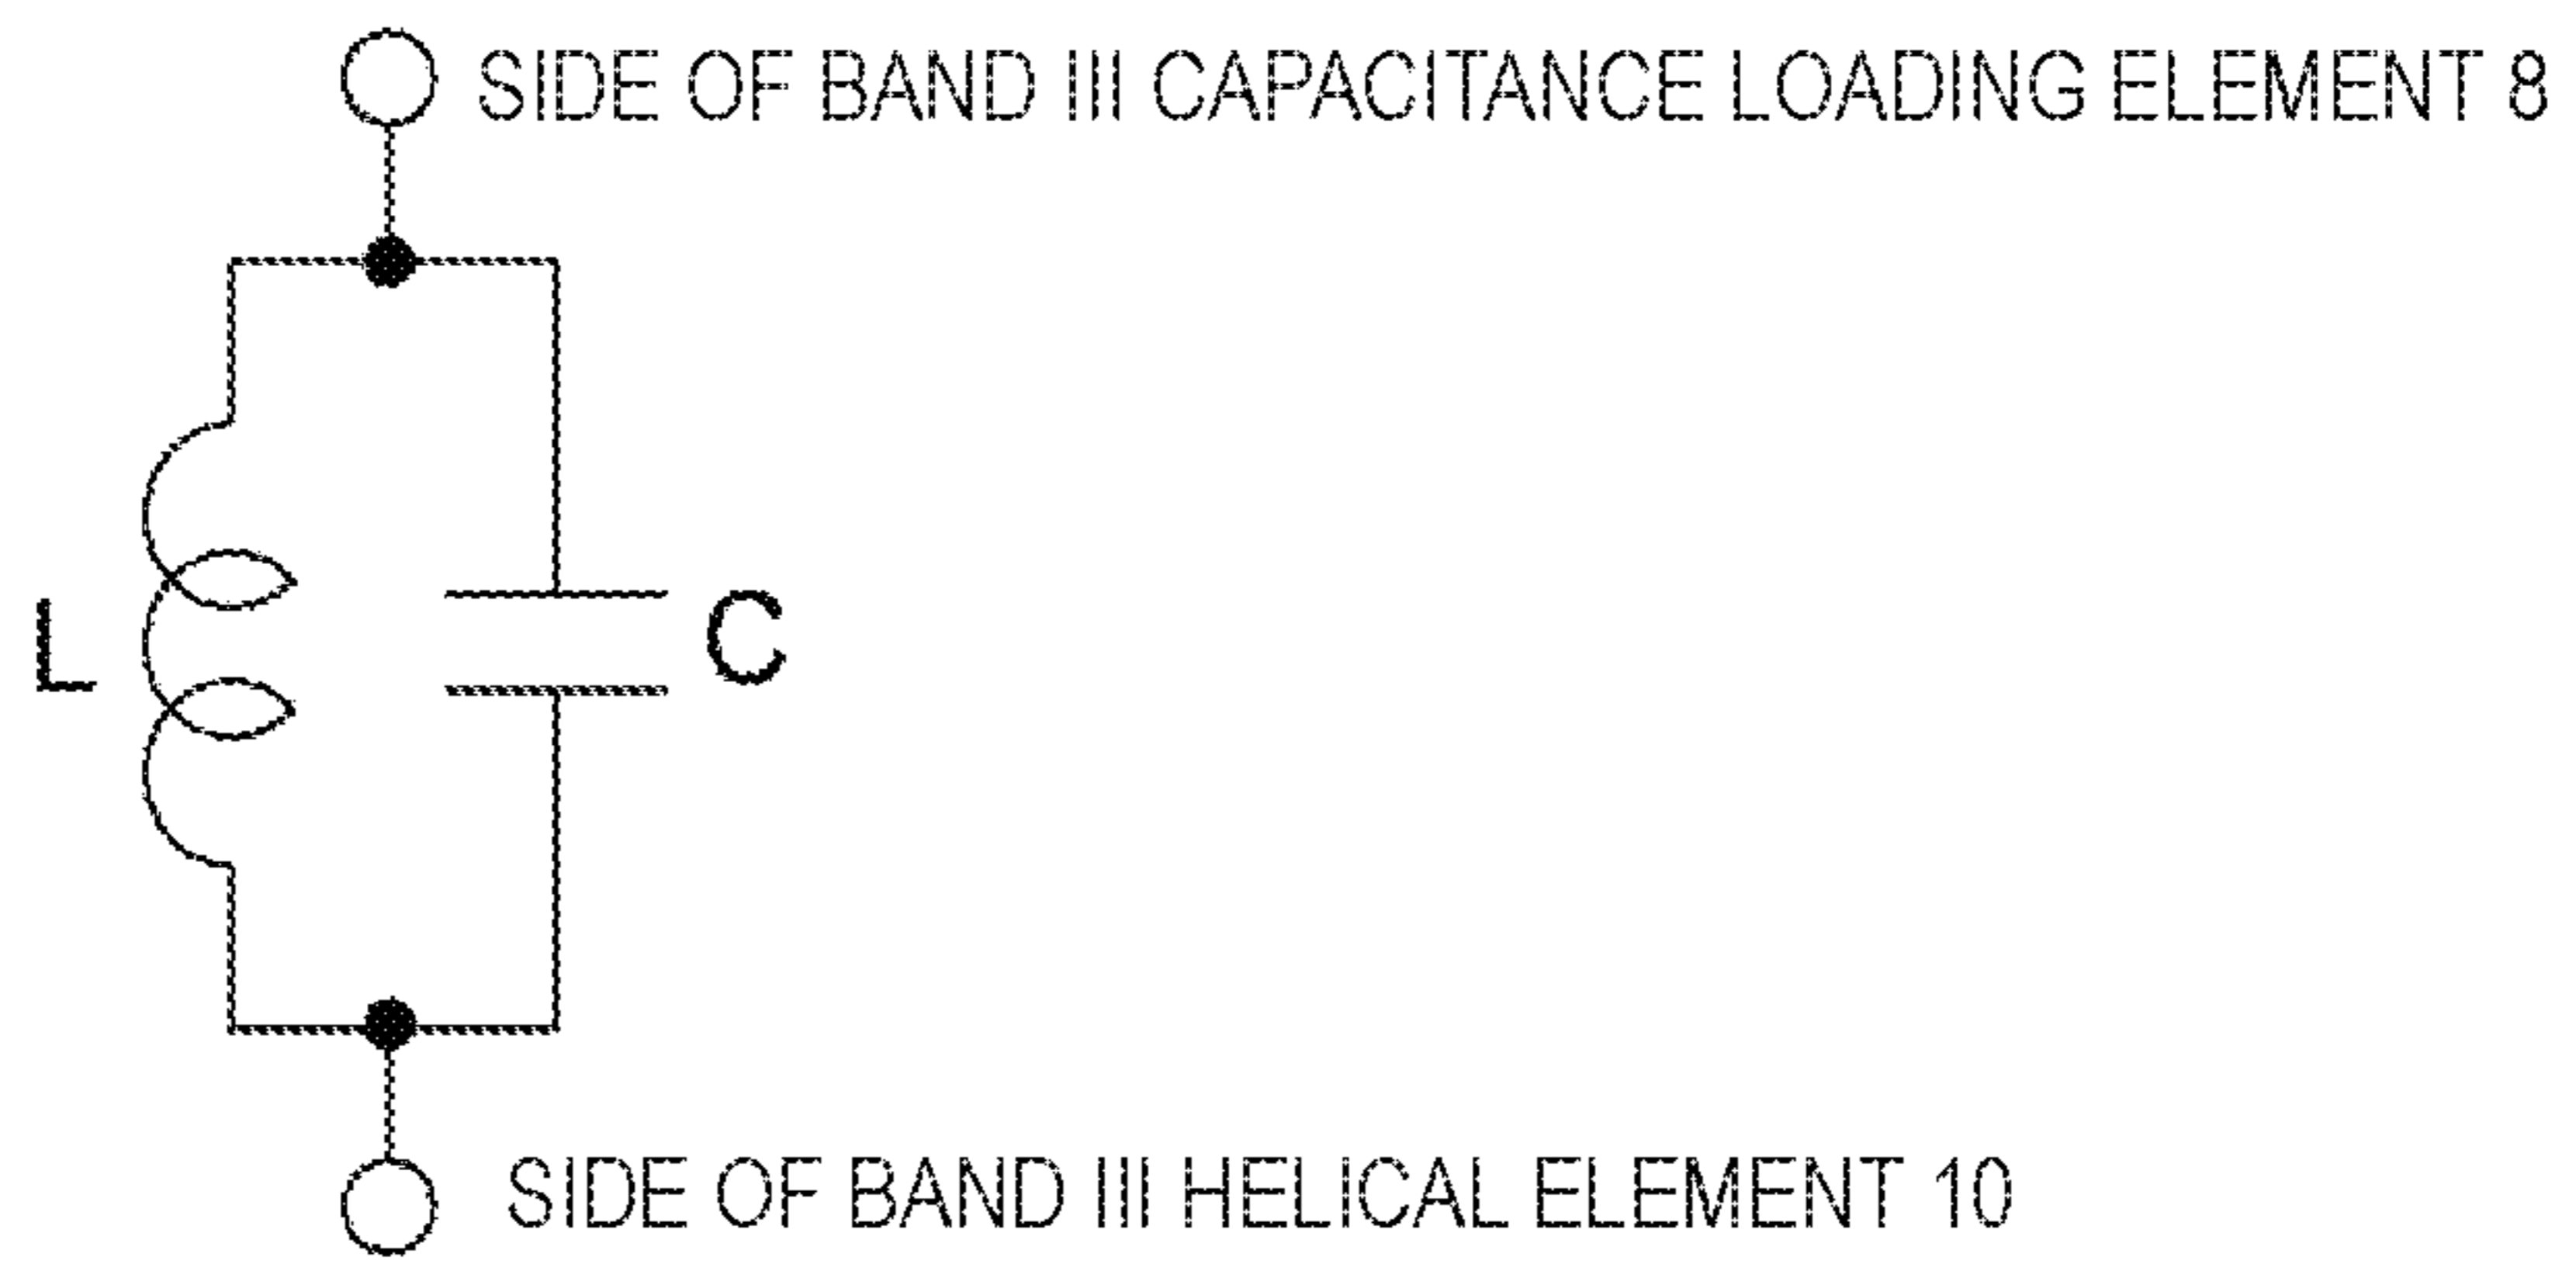 SIDE OF BAND III CAPACITANCE LOADING ELEMENT 8
L
C
SIDE OF BAND III HELICAL ELEMENT 10